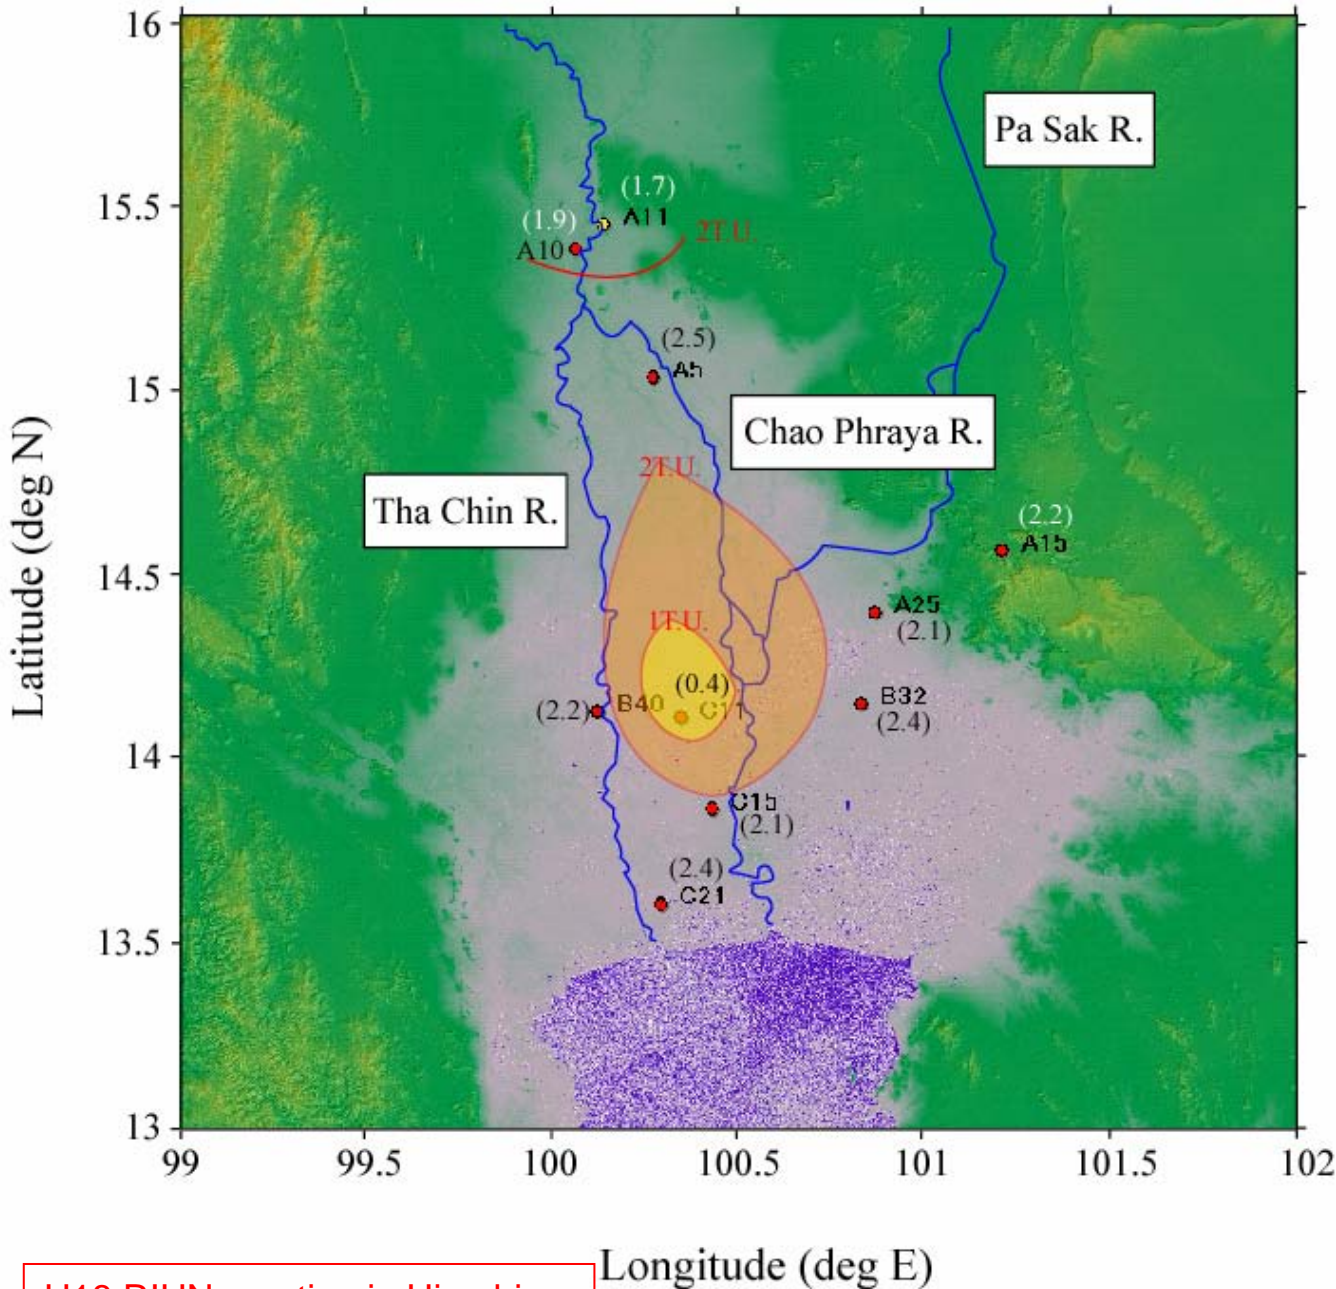 16
Pa Sak R.
15.5
(1.7)
A11
(1.9)
A10
2T.U.
(2.5)
A5
15
Chao Phraya R.
2T.U.
Tha Chin R.
(2.2)
A15
14.5
A25
(2.1)
1T.U.
(0.4)
C11
B40
(2.2)
B32
(2.4)
14
C15
(2.1)
(2.4)
C21
13.5
13
99
99.5
100
100.5
101
101.5
102
Latitude (deg N)
Longitude (deg E)